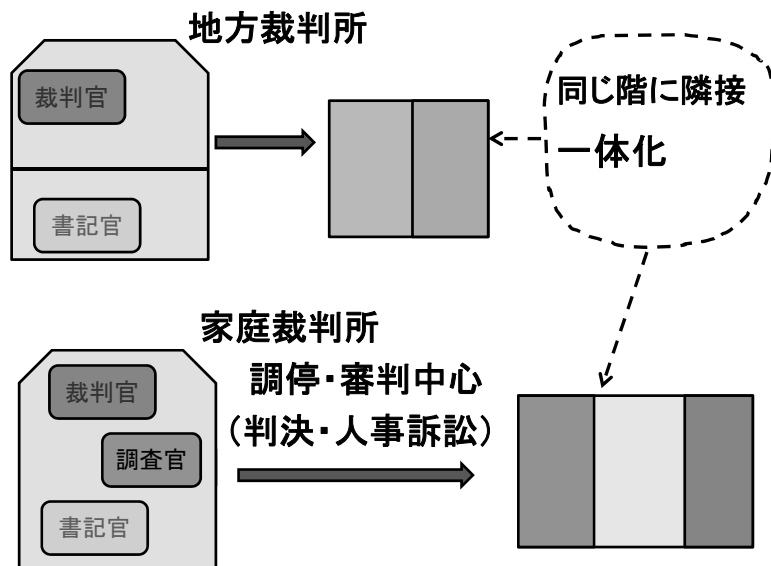 地方裁判所
裁判官
書記官
同じ階に隣接
一体化
家庭裁判所
調停・審判中心
（判決・人事訴訟）
裁判官
調査官
書記官